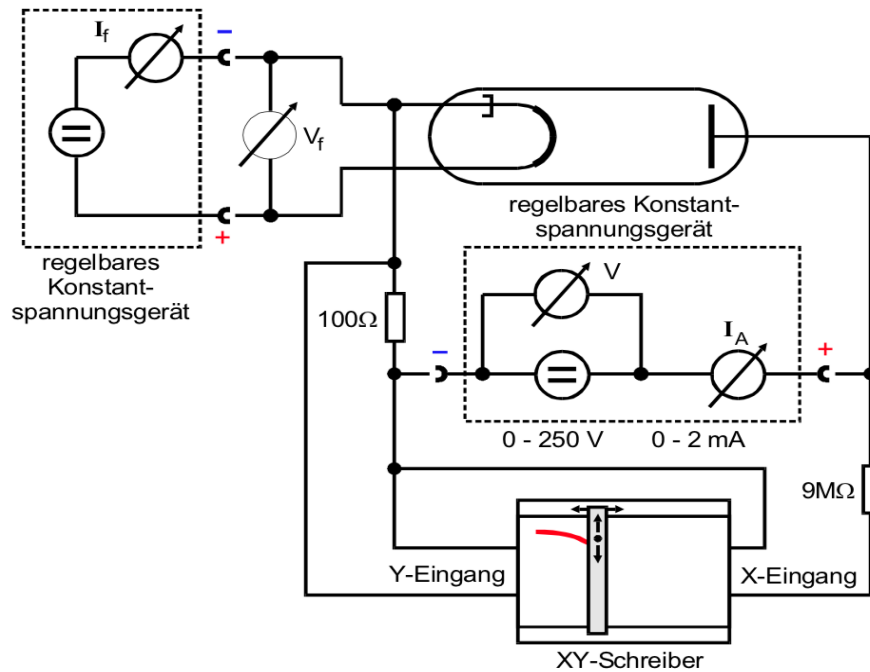 I_f
−
V_f
+
regelbares
Konstant-
spannungsgerät
regelbares Konstant-
spannungsgerät
V
100Ω
−
I_A
+
0 - 250 V
0 - 2 mA
9MΩ
Y-Eingang
X-Eingang
XY-Schreiber